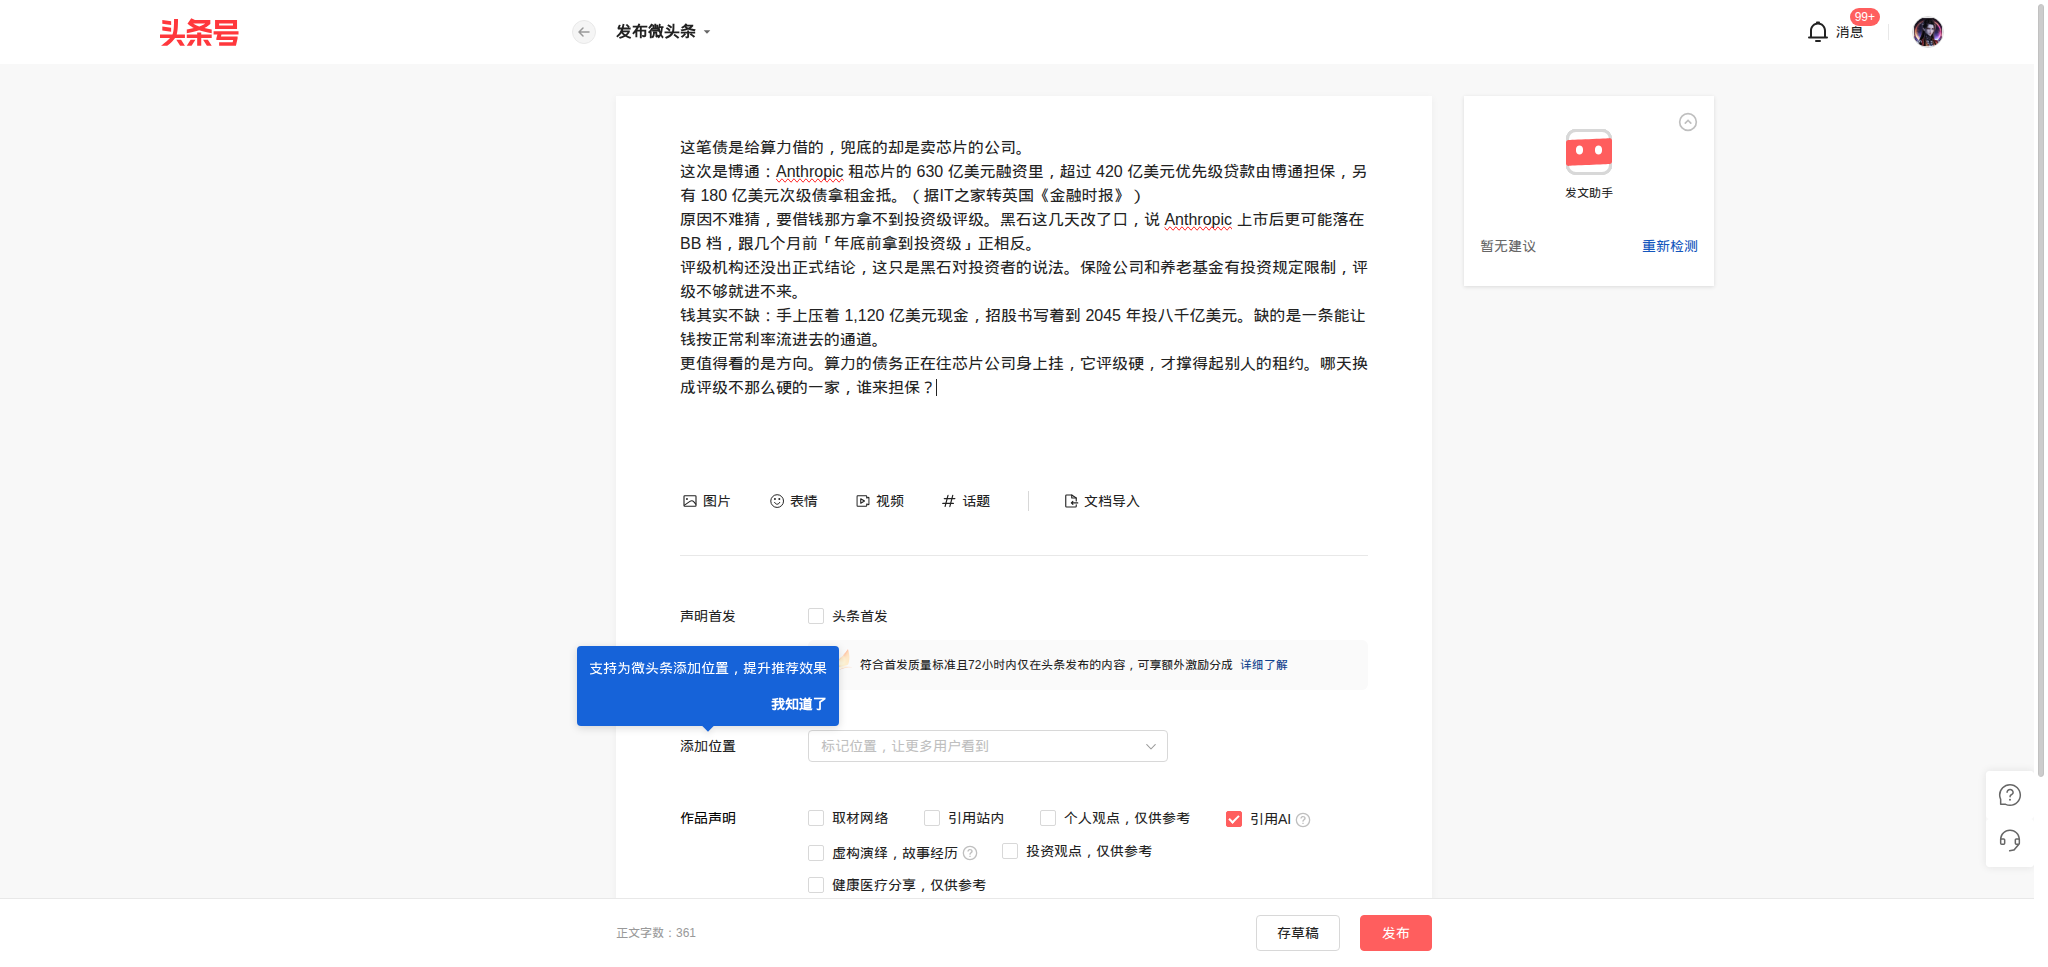 头条号
发布微头条
99+
消息
这笔债是给算力借的，兜底的却是卖芯片的公司。
这次是博通：Anthropic 租芯片的 630 亿美元融资里，超过 420 亿美元优先级贷款由博通担保，另
有 180 亿美元次级债拿租金抵。（据IT之家转英国《金融时报》）
原因不难猜，要借钱那方拿不到投资级评级。黑石这几天改了口，说 Anthropic 上市后更可能落在
BB 档，跟几个月前「年底前拿到投资级」正相反。
评级机构还没出正式结论，这只是黑石对投资者的说法。保险公司和养老基金有投资规定限制，评
级不够就进不来。
钱其实不缺：手上压着 1,120 亿美元现金，招股书写着到 2045 年投八千亿美元。缺的是一条能让
钱按正常利率流进去的通道。
更值得看的是方向。算力的债务正在往芯片公司身上挂，它评级硬，才撑得起别人的租约。哪天换
成评级不那么硬的一家，谁来担保？
发文助手
暂无建议 重新检测
图片 表情 视频 # 话题 文档导入
声明首发 头条首发
符合首发质量标准且72小时内仅在头条发布的内容，可享额外激励分成 详细了解
支持为微头条添加位置，提升推荐效果
我知道了
添加位置 标记位置，让更多用户看到
作品声明 取材网络 引用站内 个人观点，仅供参考 引用AI
虚构演绎，故事经历 投资观点，仅供参考
健康医疗分享，仅供参考
正文字数：361 存草稿 发布